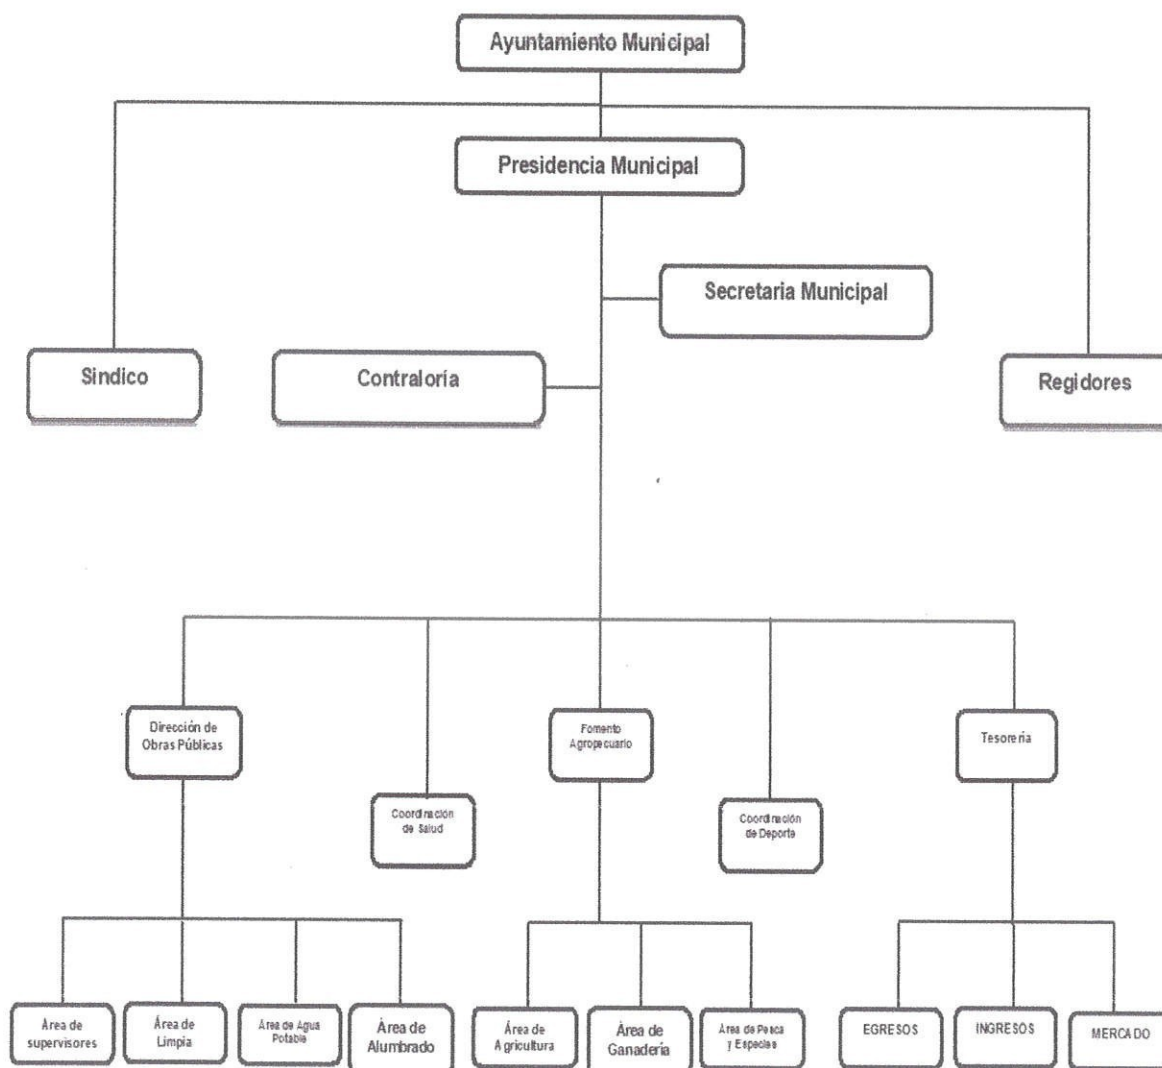 Ayuntamiento Municipal
Presidencia Municipal
Secretaria Municipal
Sindico
Contraloría
Regidores
Dirección de
Obras Públicas
Fomento
Agropecuario
Tesorería
Coordinación
de Salud
Coordinación
de Deporte
Área de
supervisores
Área de
Limpia
Área de Agua
Potable
Área de
Alumbrado
Área de
Agricultura
Área de
Ganadería
Área de Pesca
y Especies
EGRESOS
INGRESOS
MERCADO